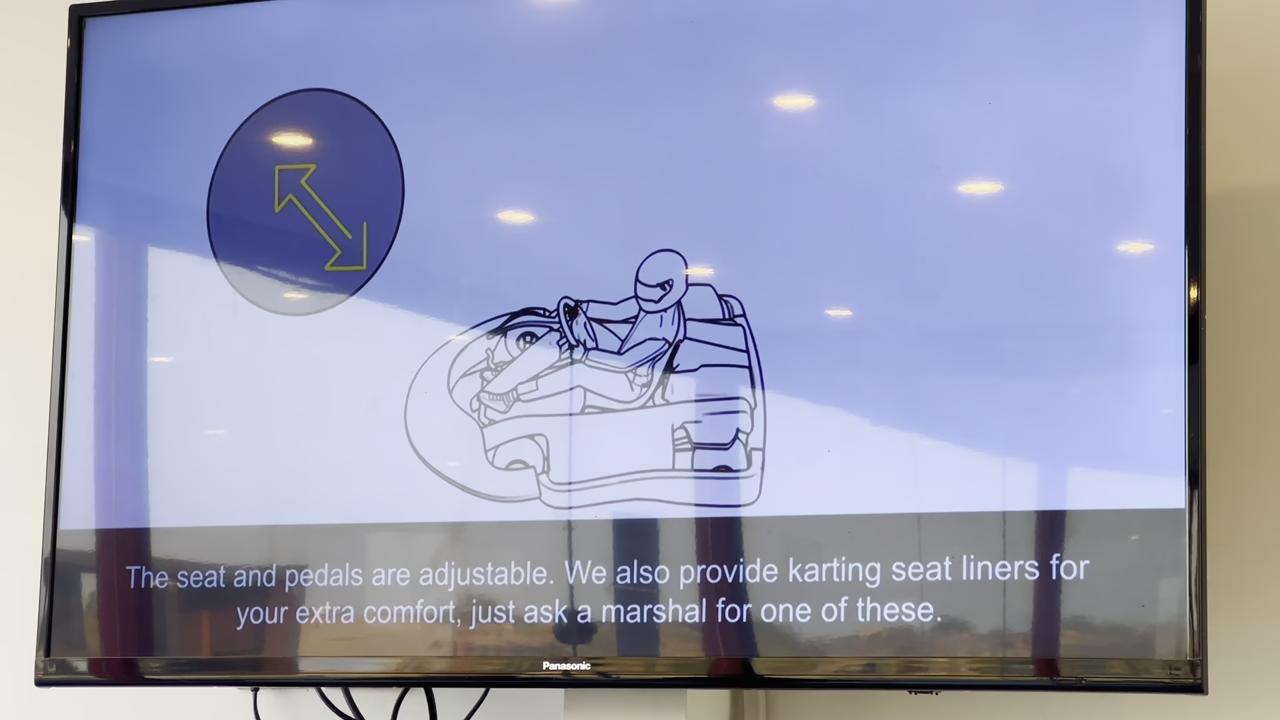 The seat and pedals are adjustable. We also provide karting seat liners for
your extra comfort, just ask a marshal for one of these.
Panasonic